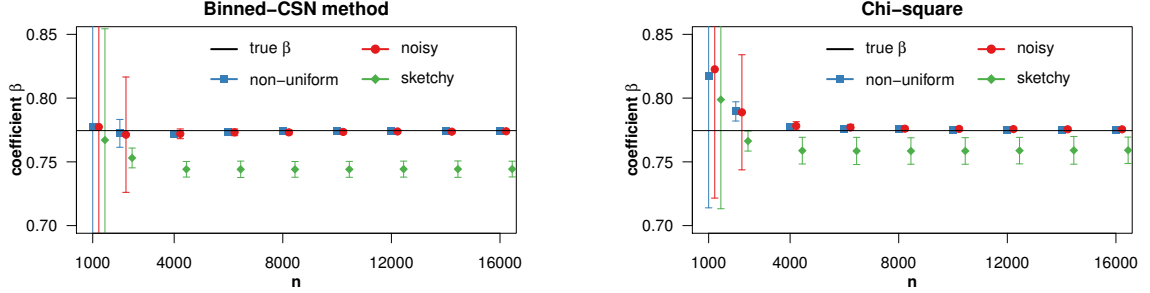 Binned−CSN method
coefficient β
0.85
0.80
0.75
0.70
true β
noisy
non−uniform
sketchy
1000
4000
8000
12000
16000
n
Chi−square
coefficient β
0.85
0.80
0.75
0.70
true β
noisy
non−uniform
sketchy
1000
4000
8000
12000
16000
n